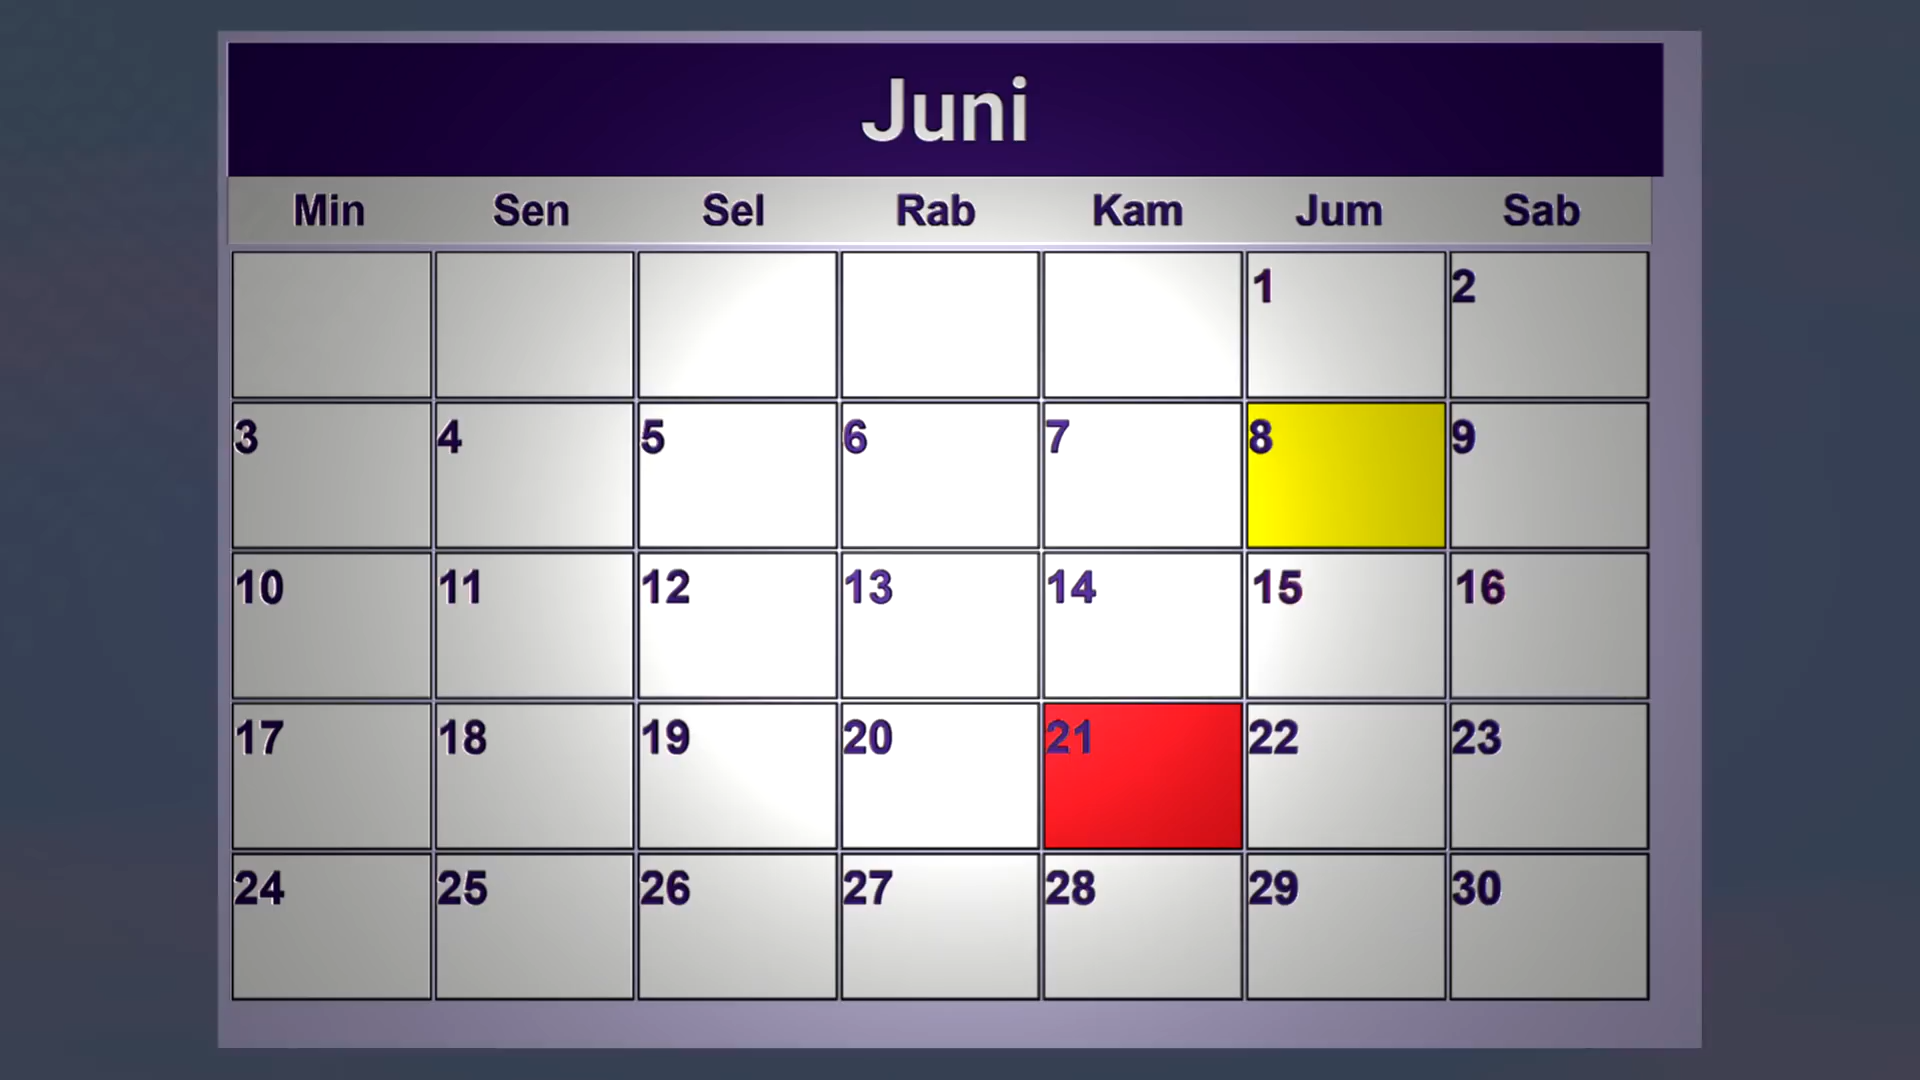 Juni
Min Sen Sel Rab Kam Jum Sab
1 2
3 4 5 6 7 8 9
10 11 12 13 14 15 16
17 18 19 20 21 22 23
24 25 26 27 28 29 30